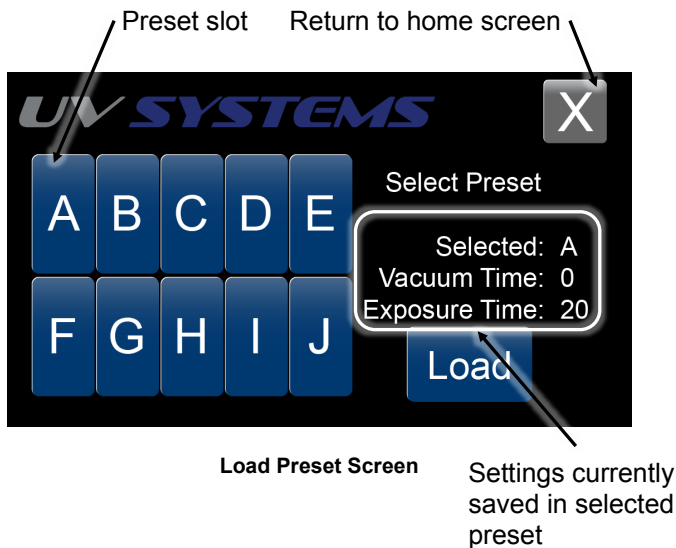 Preset slot Return to home screen
UV SYSTEMS X
A B C D E
Select Preset
Selected: A
Vacuum Time: 0
Exposure Time: 20
F G H I J
Load
Load Preset Screen
Settings currently
saved in selected
preset